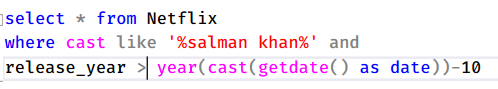 select * from Netflix
where cast like '%salman khan%' and
release_year > year(cast(getdate() as date))-10